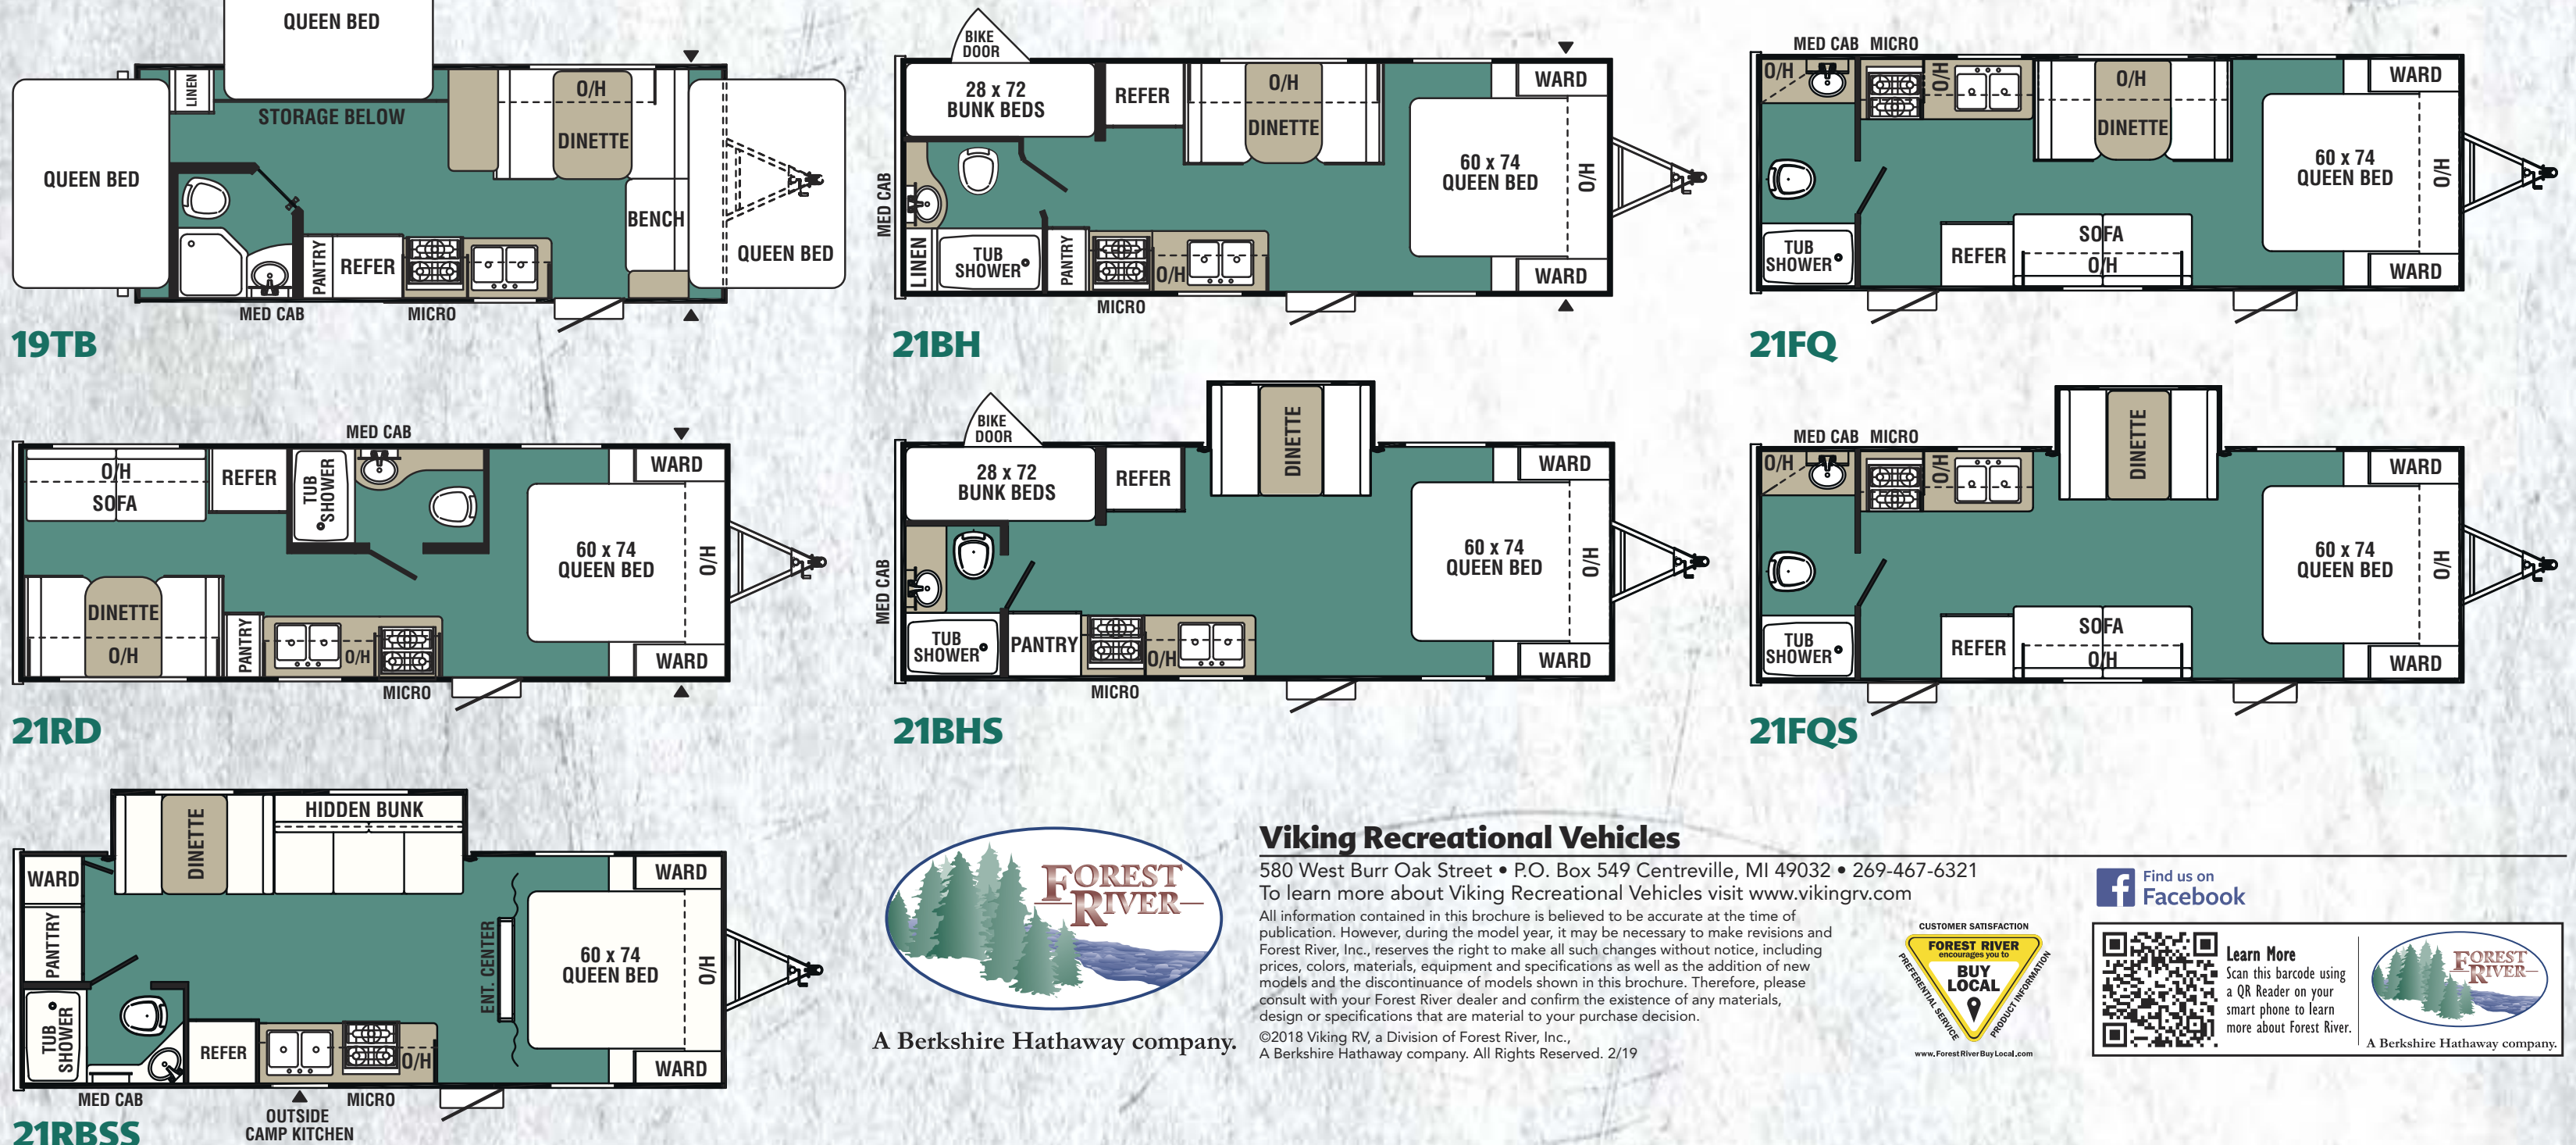 QUEEN BED
LINEN
STORAGE BELOW
O/H
DINETTE
QUEEN BED
BENCH
QUEEN BED
PANTRY
REFER
MED CAB
MICRO
19TB
BIKE
DOOR
28 x 72
BUNK BEDS
REFER
O/H
DINETTE
WARD
60 x 74
QUEEN BED
O/H
MED CAB
LINEN
TUB
SHOWER
PANTRY
O/H
WARD
MICRO
21BH
MED CAB
MICRO
O/H
O/H
O/H
DINETTE
WARD
60 x 74
QUEEN BED
O/H
TUB
SHOWER
REFER
SOFA
O/H
WARD
21FQ
MED CAB
O/H
SOFA
REFER
TUB
SHOWER
WARD
60 x 74
QUEEN BED
O/H
DINETTE
O/H
PANTRY
O/H
WARD
MICRO
21RD
BIKE
DOOR
28 x 72
BUNK BEDS
REFER
DINETTE
WARD
60 x 74
QUEEN BED
O/H
MED CAB
TUB
SHOWER
PANTRY
O/H
WARD
MICRO
21BHS
MED CAB
MICRO
O/H
O/H
DINETTE
WARD
60 x 74
QUEEN BED
O/H
TUB
SHOWER
REFER
SOFA
O/H
WARD
21FQS
DINETTE
HIDDEN BUNK
WARD
WARD
PANTTRY
ENT. CENTER
60 x 74
QUEEN BED
O/H
TUB
SHOWER
REFER
O/H
WARD
MED CAB
MICRO
OUTSIDE
CAMP KITCHEN
21RBSS
FOREST
RIVER
A Berkshire Hathaway company.
Viking Recreational Vehicles
580 West Burr Oak Street • P.O. Box 549 Centreville, MI 49032 • 269-467-6321
To learn more about Viking Recreational Vehicles visit www.vikingrv.com
All information contained in this brochure is believed to be accurate at the time of
publication. However, during the model year, it may be necessary to make revisions and
Forest River, Inc., reserves the right to make all such changes without notice, including
prices, colors, materials, equipment and specifications as well as the addition of new
models and the discontinuance of models shown in this brochure. Therefore, please
consult with your Forest River dealer and confirm the existence of any materials,
design or specifications that are material to your purchase decision.
©2018 Viking RV, a Division of Forest River, Inc.,
A Berkshire Hathaway company. All Rights Reserved. 2/19
CUSTOMER SATISFACTION
FOREST RIVER
encourages you to
BUY
LOCAL
PREFERENTIAL SERVICE
PRODUCT INFORMATION
www.ForestRiverBuyLocal.com
Find us on
Facebook
Learn More
Scan this barcode using
a QR Reader on your
smart phone to learn
more about Forest River.
FOREST
RIVER
A Berkshire Hathaway company.